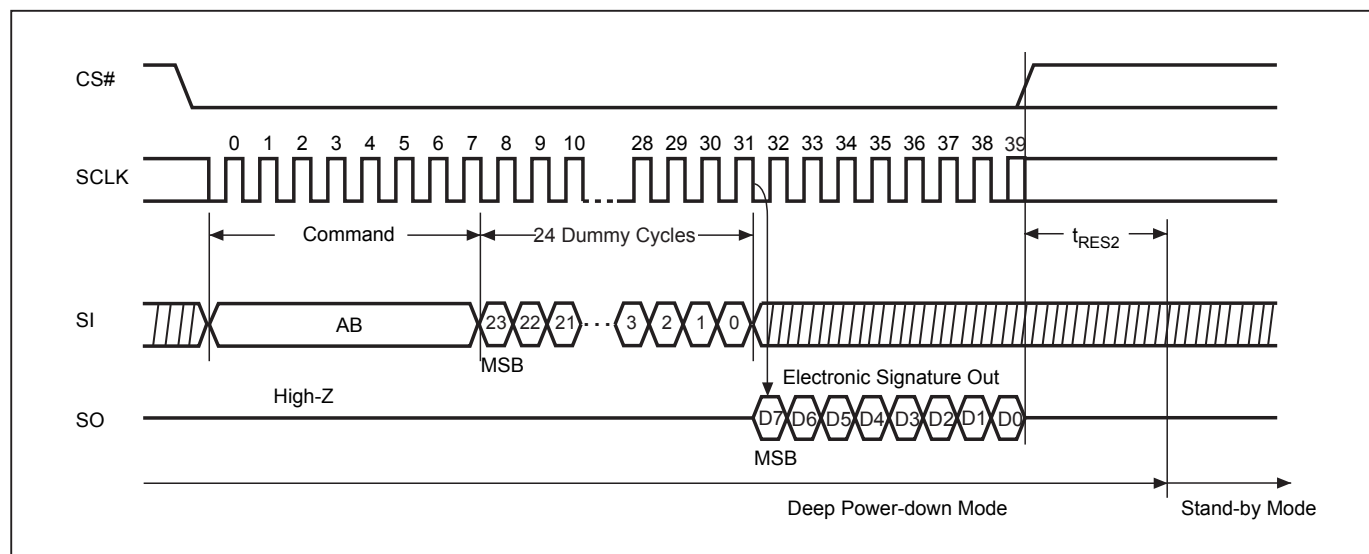 CS#
0 1 2 3 4 5 6 7 8 9 10 28 29 30 31 32 33 34 35 36 37 38 39
SCLK
Command 24 Dummy Cycles tRES2
SI AB 23 22 21 3 2 1 0
MSB
High-Z Electronic Signature Out
SO D7 D6 D5 D4 D3 D2 D1 D0
MSB
Deep Power-down Mode Stand-by Mode